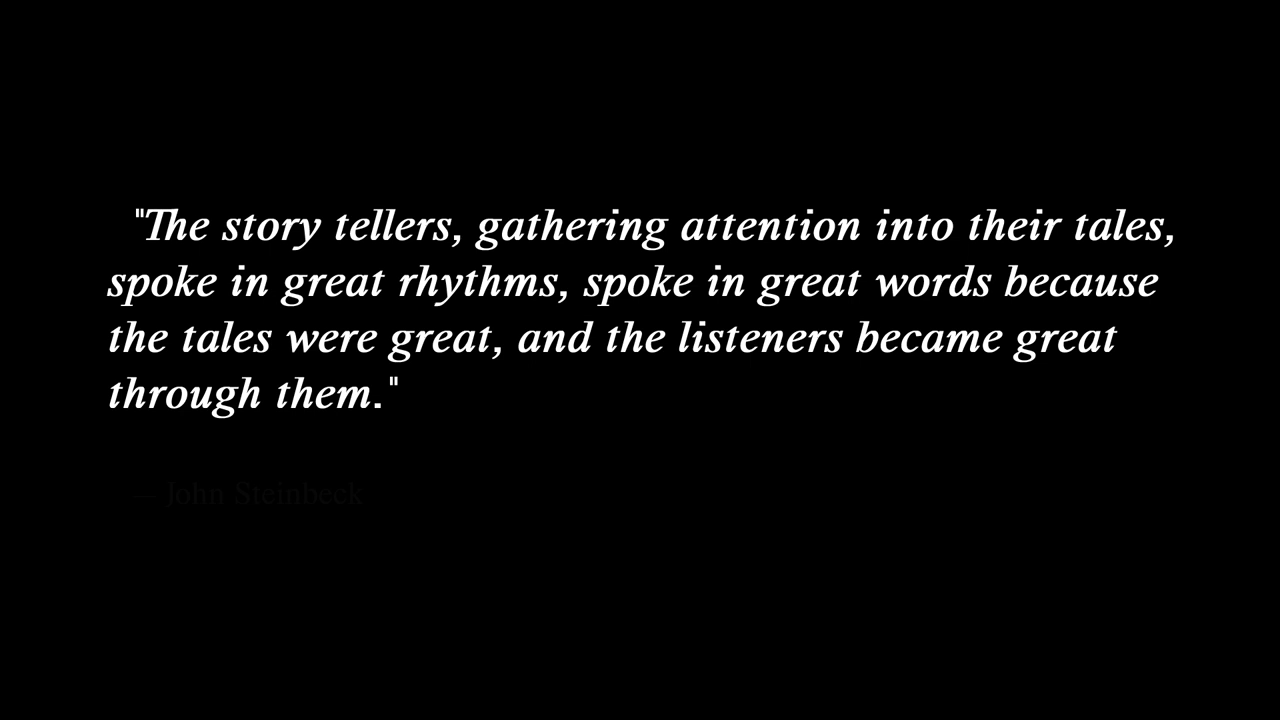 "The story tellers, gathering attention into their tales,
spoke in great rhythms, spoke in great words because
the tales were great, and the listeners became great
through them."
— John Steinbeck